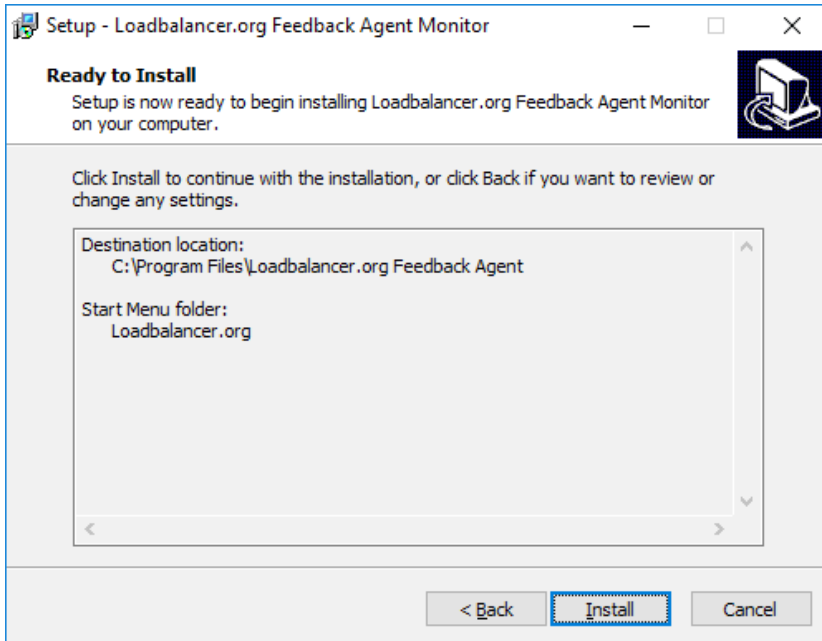 Setup - Loadbalancer.org Feedback Agent Monitor
Ready to Install
Setup is now ready to begin installing Loadbalancer.org Feedback Agent Monitor
on your computer.
Click Install to continue with the installation, or click Back if you want to review or
change any settings.
Destination location:
C:\Program Files\Loadbalancer.org Feedback Agent
Start Menu folder:
Loadbalancer.org
< Back
Install
Cancel